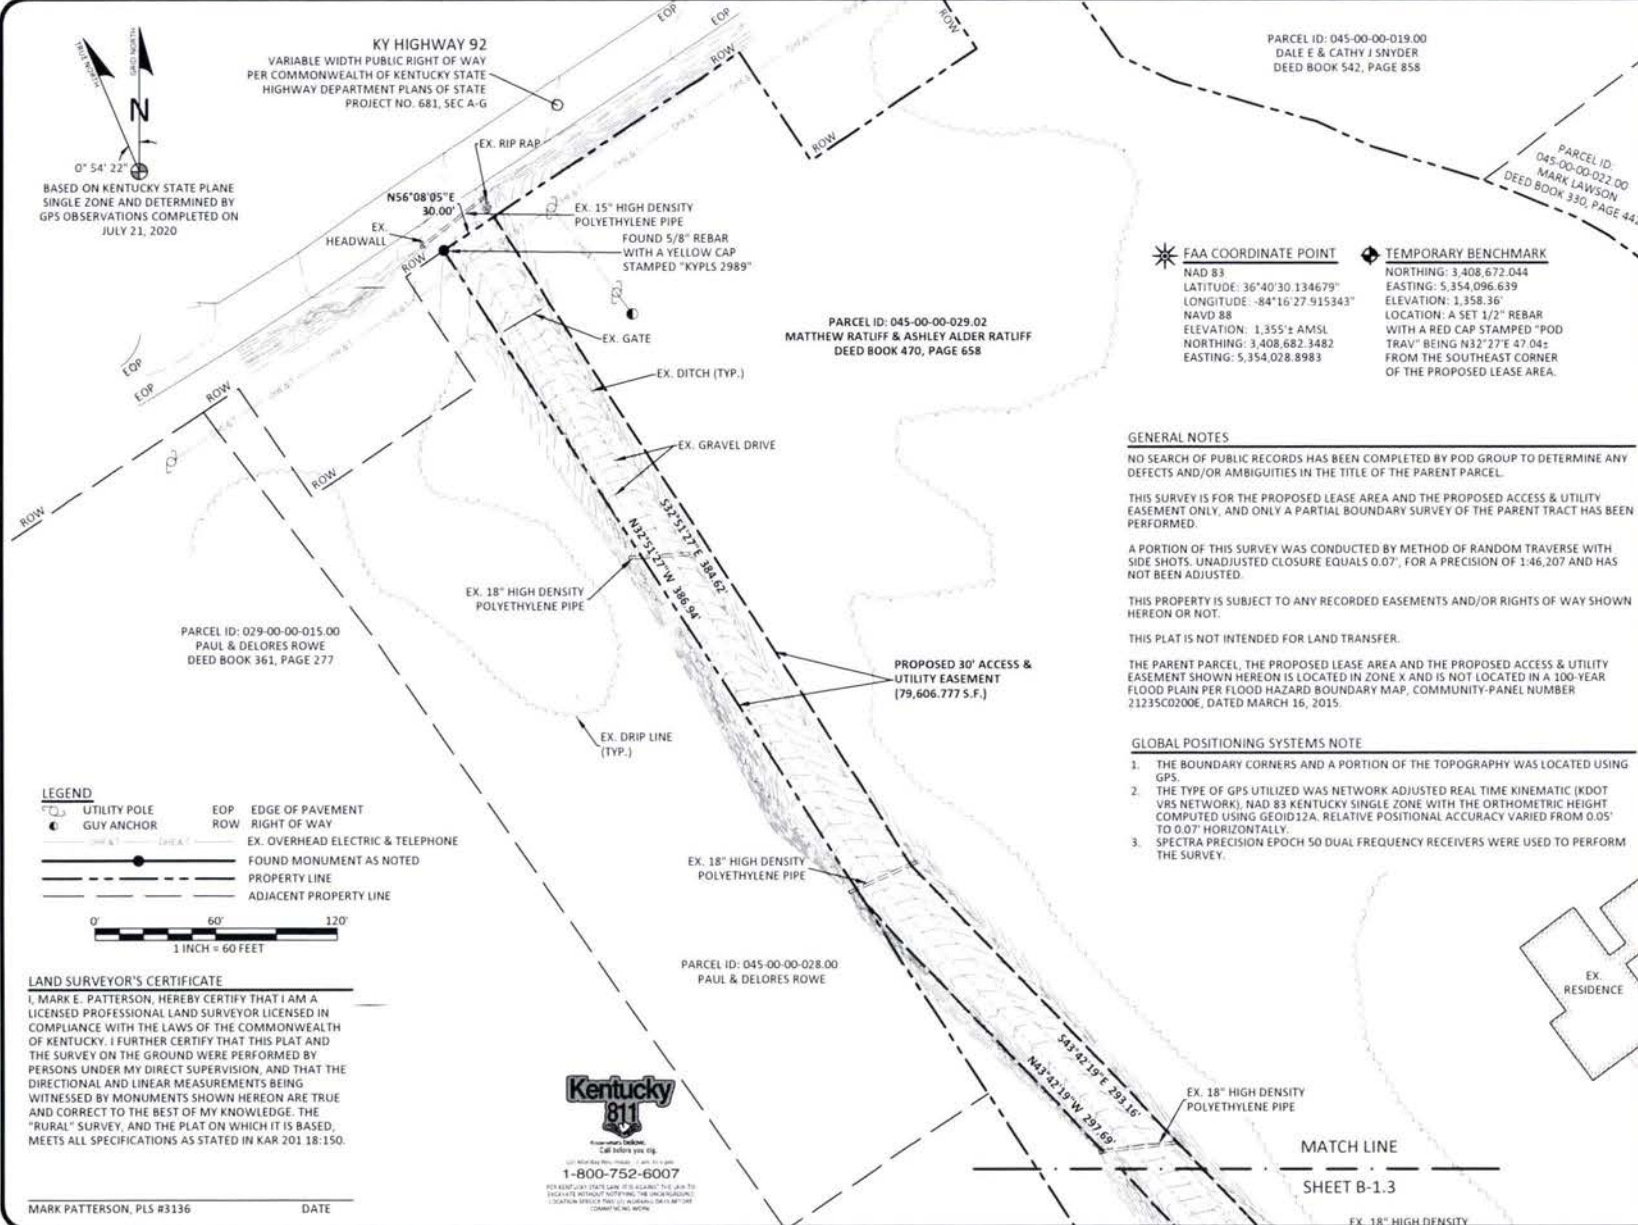 TRUE NORTH
GRID NORTH
N
0° 54' 22"
BASED ON KENTUCKY STATE PLANE
SINGLE ZONE AND DETERMINED BY
GPS OBSERVATIONS COMPLETED ON
JULY 21, 2020
KY HIGHWAY 92
VARIABLE WIDTH PUBLIC RIGHT OF WAY
PER COMMONWEALTH OF KENTUCKY STATE
HIGHWAY DEPARTMENT PLANS OF STATE
PROJECT NO. 681, SEC A-G
EOP
EOP
ROW
ROW
ROW
PARCEL ID: 045-00-00-019.00
DALE E & CATHY J SNYDER
DEED BOOK 542, PAGE 858
PARCEL ID:
045-00-00-022.00
MARK LAWSON
DEED BOOK 330, PAGE
EX. RIP RAP
N56°08'05"E
30.00'
EX.
HEADWALL
EX. 15" HIGH DENSITY
POLYETHYLENE PIPE
FOUND 5/8" REBAR
WITH A YELLOW CAP
STAMPED "KYPLS 2989"
ROW
EX. GATE
PARCEL ID: 045-00-00-029.02
MATTHEW RATLIFF & ASHLEY ALDER RATLIFF
DEED BOOK 470, PAGE 658
FAA COORDINATE POINT
NAD 83
LATITUDE: 36°40'30.134679"
LONGITUDE: -84°16'27.915343"
NAVD 88
ELEVATION: 1,355'± AMSL
NORTHING: 3,408,682.3482
EASTING: 5,354,028.8983
TEMPORARY BENCHMARK
NORTHING: 3,408,672.044
EASTING: 5,354,096.639
ELEVATION: 1,358.36'
LOCATION: A SET 1/2" REBAR
WITH A RED CAP STAMPED "POD
TRAV" BEING N32°27'E 47.04±
FROM THE SOUTHEAST CORNER
OF THE PROPOSED LEASE AREA.
EOP
EOP
ROW
ROW
ROW
EX. DITCH (TYP.)
EX. GRAVEL DRIVE
S32°51'27"E 384.62'
N32°51'27"W 386.94'
EX. 18" HIGH DENSITY
POLYETHYLENE PIPE
PARCEL ID: 029-00-00-015.00
PAUL & DELORES ROWE
DEED BOOK 361, PAGE 277
PROPOSED 30' ACCESS &
UTILITY EASEMENT
(79,606.777 S.F.)
EX. DRIP LINE
(TYP.)
GENERAL NOTES
NO SEARCH OF PUBLIC RECORDS HAS BEEN COMPLETED BY POD GROUP TO DETERMINE ANY
DEFECTS AND/OR AMBIGUITIES IN THE TITLE OF THE PARENT PARCEL.
THIS SURVEY IS FOR THE PROPOSED LEASE AREA AND THE PROPOSED ACCESS & UTILITY
EASEMENT ONLY, AND ONLY A PARTIAL BOUNDARY SURVEY OF THE PARENT TRACT HAS BEEN
PERFORMED.
A PORTION OF THIS SURVEY WAS CONDUCTED BY METHOD OF RANDOM TRAVERSE WITH
SIDE SHOTS. UNADJUSTED CLOSURE EQUALS 0.07', FOR A PRECISION OF 1:46,207 AND HAS
NOT BEEN ADJUSTED.
THIS PROPERTY IS SUBJECT TO ANY RECORDED EASEMENTS AND/OR RIGHTS OF WAY SHOWN
HEREON OR NOT.
THIS PLAT IS NOT INTENDED FOR LAND TRANSFER.
THE PARENT PARCEL, THE PROPOSED LEASE AREA AND THE PROPOSED ACCESS & UTILITY
EASEMENT SHOWN HEREON IS LOCATED IN ZONE X AND IS NOT LOCATED IN A 100-YEAR
FLOOD PLAIN PER FLOOD HAZARD BOUNDARY MAP, COMMUNITY-PANEL NUMBER
21235C0200E, DATED MARCH 16, 2015.
GLOBAL POSITIONING SYSTEMS NOTE
1. THE BOUNDARY CORNERS AND A PORTION OF THE TOPOGRAPHY WAS LOCATED USING
GPS.
2. THE TYPE OF GPS UTILIZED WAS NETWORK ADJUSTED REAL TIME KINEMATIC (KDOT
VRS NETWORK), NAD 83 KENTUCKY SINGLE ZONE WITH THE ORTHOMETRIC HEIGHT
COMPUTED USING GEOID12A. RELATIVE POSITIONAL ACCURACY VARIED FROM 0.05'
TO 0.07' HORIZONTALLY.
3. SPECTRA PRECISION EPOCH 50 DUAL FREQUENCY RECEIVERS WERE USED TO PERFORM
THE SURVEY.
LEGEND
UTILITY POLE
GUY ANCHOR
EOP EDGE OF PAVEMENT
ROW RIGHT OF WAY
EX. OVERHEAD ELECTRIC & TELEPHONE
FOUND MONUMENT AS NOTED
PROPERTY LINE
ADJACENT PROPERTY LINE
0' 60' 120'
1 INCH = 60 FEET
EX. 18" HIGH DENSITY
POLYETHYLENE PIPE
PARCEL ID: 045-00-00-028.00
PAUL & DELORES ROWE
EX.
RESIDENCE
LAND SURVEYOR'S CERTIFICATE
I, MARK E. PATTERSON, HEREBY CERTIFY THAT I AM A
LICENSED PROFESSIONAL LAND SURVEYOR LICENSED IN
COMPLIANCE WITH THE LAWS OF THE COMMONWEALTH
OF KENTUCKY. I FURTHER CERTIFY THAT THIS PLAT AND
THE SURVEY ON THE GROUND WERE PERFORMED BY
PERSONS UNDER MY DIRECT SUPERVISION, AND THAT THE
DIRECTIONAL AND LINEAR MEASUREMENTS BEING
WITNESSED BY MONUMENTS SHOWN HEREON ARE TRUE
AND CORRECT TO THE BEST OF MY KNOWLEDGE. THE
"RURAL" SURVEY, AND THE PLAT ON WHICH IT IS BASED,
MEETS ALL SPECIFICATIONS AS STATED IN KAR 201 18:150.
MARK PATTERSON, PLS #3136 DATE
Kentucky
811
Know what's below.
Call before you dig.
1-800-752-6007
S43°42'19"E 293.16'
N43°42'19"W 297.69'
EX. 18" HIGH DENSITY
POLYETHYLENE PIPE
MATCH LINE
SHEET B-1.3
EX. 18" HIGH DENSITY